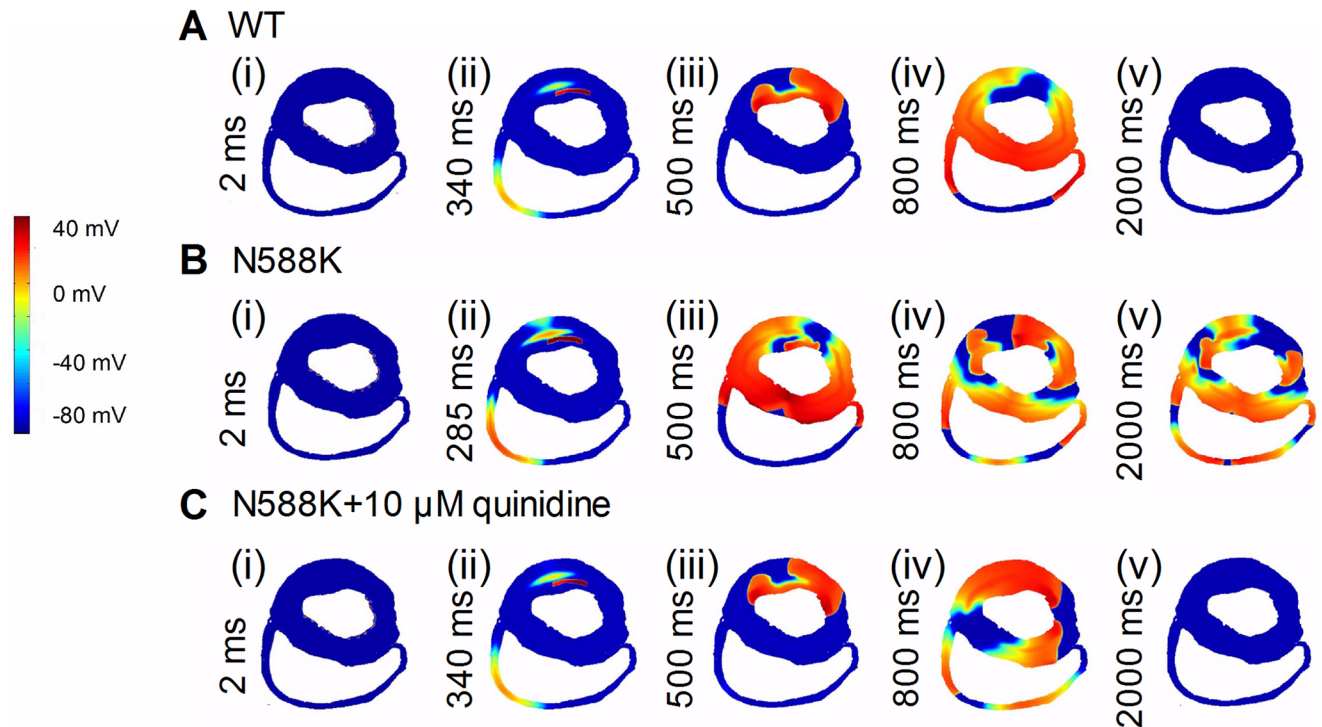 A WT
(i) (ii) (iii) (iv) (v)
2 ms 340 ms 500 ms 800 ms 2000 ms
40 mV
0 mV
-40 mV
-80 mV
B N588K
(i) (ii) (iii) (iv) (v)
2 ms 285 ms 500 ms 800 ms 2000 ms
C N588K+10 µM quinidine
(i) (ii) (iii) (iv) (v)
2 ms 340 ms 500 ms 800 ms 2000 ms